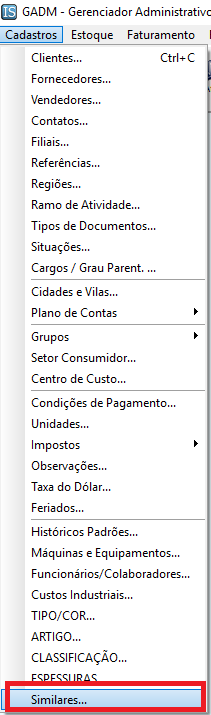 IS GADM - Gerenciador Administrativo
Cadastros Estoque Faturamento
Clientes... Ctrl+C
Fornecedores...
Vendedores...
Contatos...
Filiais...
Referências...
Regiões...
Ramo de Atividade...
Tipos de Documentos...
Situações...
Cargos / Grau Parent. ...
Cidades e Vilas...
Plano de Contas
Grupos
Setor Consumidor...
Centro de Custo...
Condições de Pagamento...
Unidades...
Impostos
Observações...
Taxa do Dólar...
Feriados...
Históricos Padrões...
Máquinas e Equipamentos...
Funcionários/Colaboradores...
Custos Industriais...
TIPO/COR...
ARTIGO...
CLASSIFICAÇÃO...
ESPESSURAS
Similares...